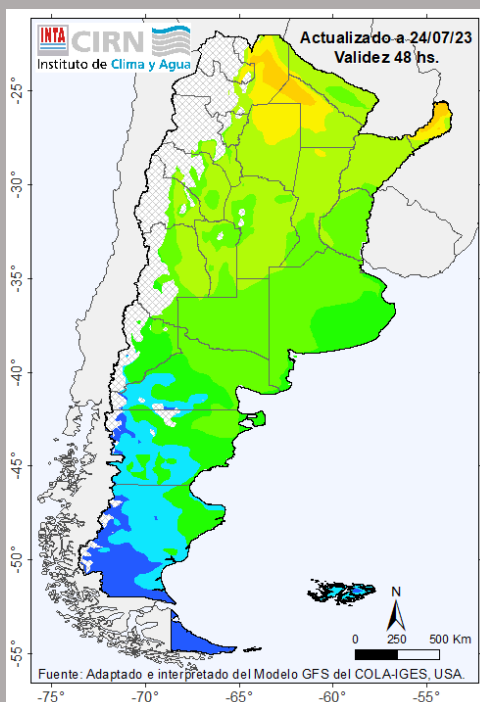 INTA CIRN
Instituto de Clima y Agua
Actualizado a 24/07/23
Validez 48 hs.
-25°
-30°
-35°
-40°
-45°
-50°
-55°
N
0 250 500 Km
Fuente: Adaptado e interpretado del Modelo GFS del COLA-IGES, USA.
-75 -70 -65 -60 -55